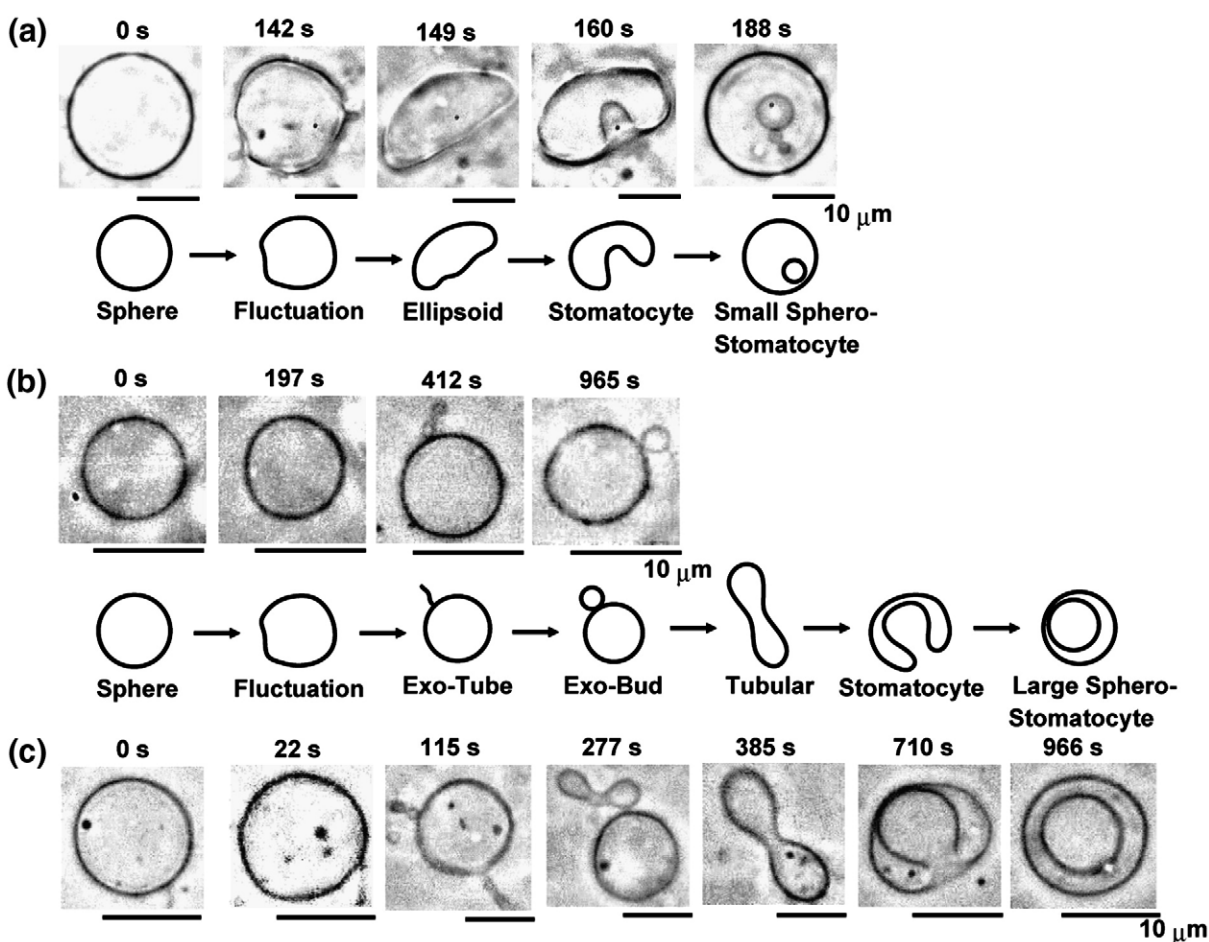 (a)
0 s 142 s 149 s 160 s 188 s
10 μm
Sphere Fluctuation Ellipsoid Stomatocyte Small Sphero-
Stomatocyte
(b)
0 s 197 s 412 s 965 s
10 μm
Sphere Fluctuation Exo-Tube Exo-Bud Tubular Stomatocyte Large Sphero-
Stomatocyte
(c)
0 s 22 s 115 s 277 s 385 s 710 s 966 s
10 μm